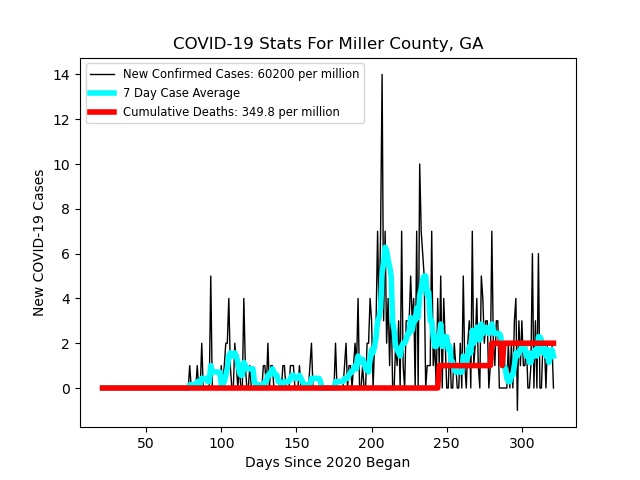 COVID-19 Stats For Miller County, GA
New Confirmed Cases: 60200 per million
7 Day Case Average
Cumulative Deaths: 349.8 per million
New COVID-19 Cases
14
12
10
8
6
4
2
0
50
100
150
200
250
300
Days Since 2020 Began